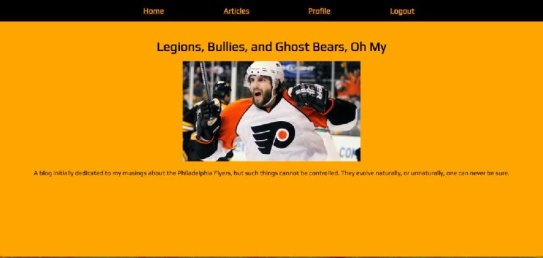 Home Articles Profile Logout
Legions, Bullies, and Ghost Bears, Oh My
A blog initially dedicated to my musings about the Philadelphia Flyers, but such things cannot be controlled. They evolve naturally, or unnaturally, one can never be sure.